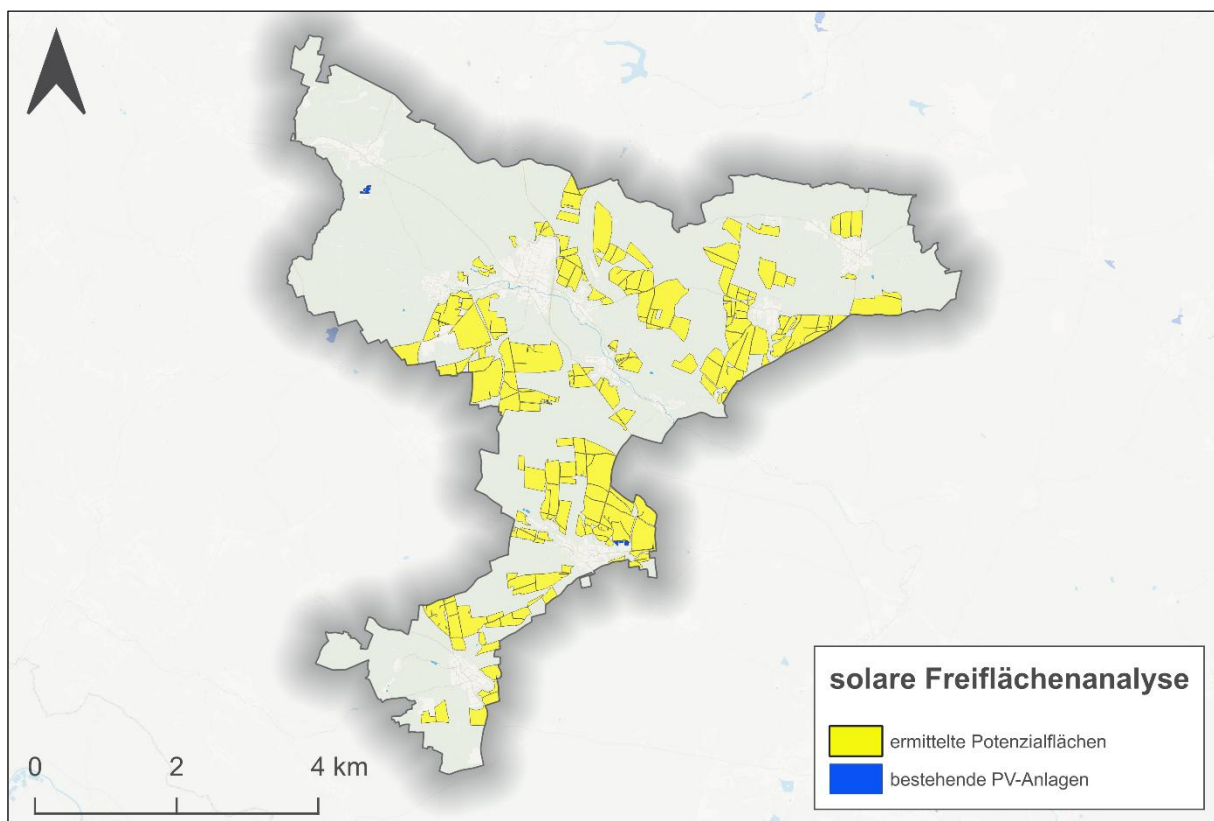 solare Freiflächenanalyse
ermittelte Potenzialflächen
bestehende PV-Anlagen
0 2 4 km